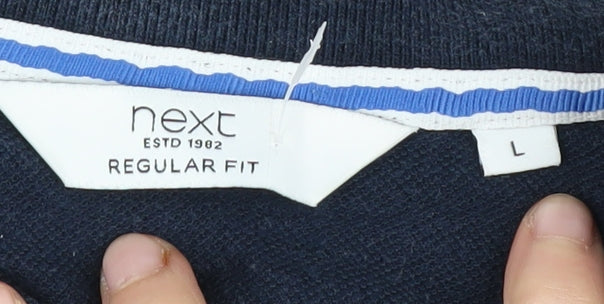 next
ESTD 1982
REGULAR FIT
L